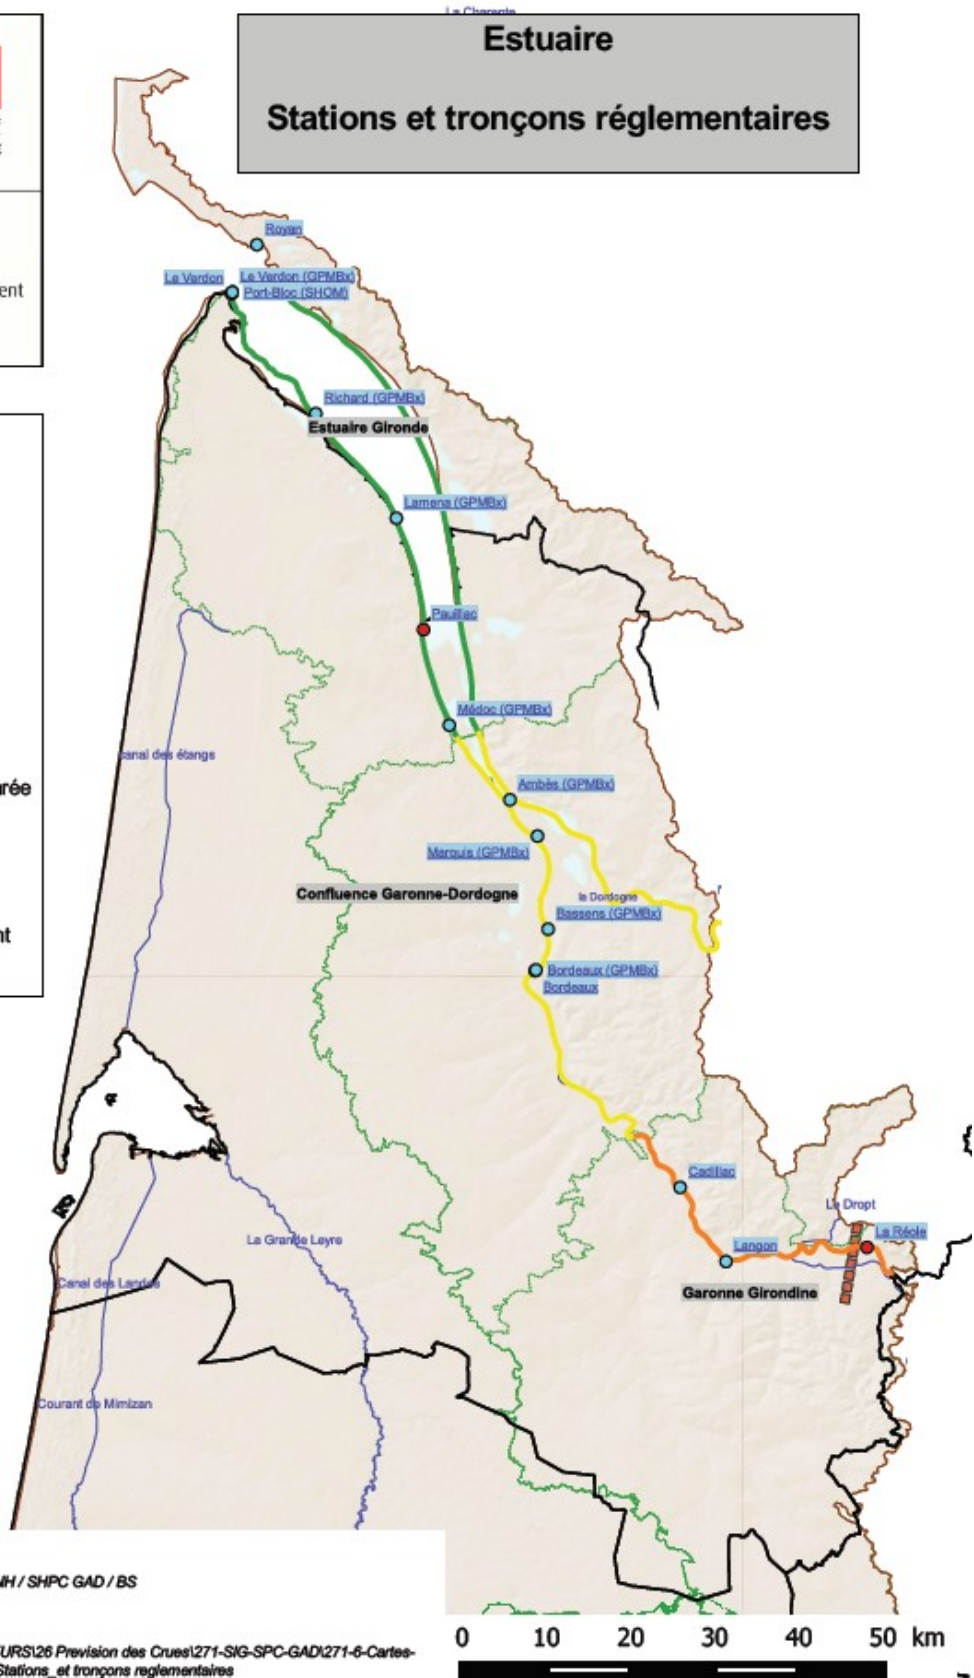 La Charente
Estuaire
Stations et tronçons réglementaires
Royan
Le Verdon
Le Verdon (GPMBx)
Port-Bloc (SHOM)
ent
Richard (GPMBx)
Estuaire Gironde
Lamena (GPMBx)
Pauillac
Médoc (GPMBx)
canal des étangs
Ambès (GPMBx)
rée
Marquis (GPMBx)
Confluence Garonne-Dordogne
la Dordogne
Bassens (GPMBx)
nt
Bordeaux (GPMBx)
Bordeaux
Cadillac
Le Dropt
La Réole
La Grande Leyre
Langon
Canal des Landes
Garonne Girondine
Courant de Mimizan
NH / SHPC GAD / BS
0 10 20 30 40 50 km
URS\26 Prevision des Crues\271-SIG-SPC-GAD\271-6-Cartes-
Stations_et tronçons reglementaires